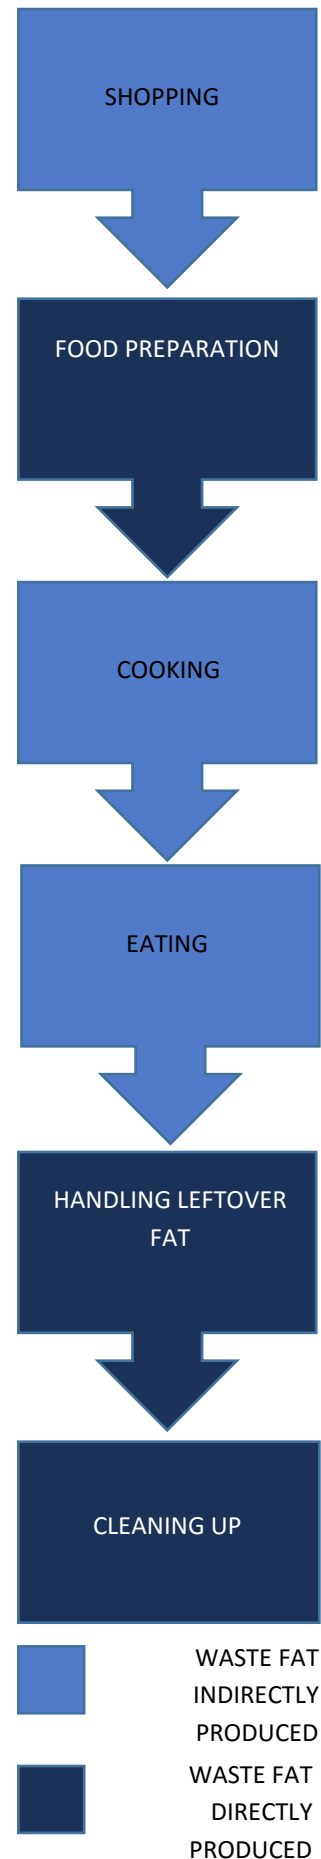 SHOPPING
FOOD PREPARATION
COOKING
EATING
HANDLING LEFTOVER
FAT
CLEANING UP
WASTE FAT
INDIRECTLY
PRODUCED
WASTE FAT
DIRECTLY
PRODUCED